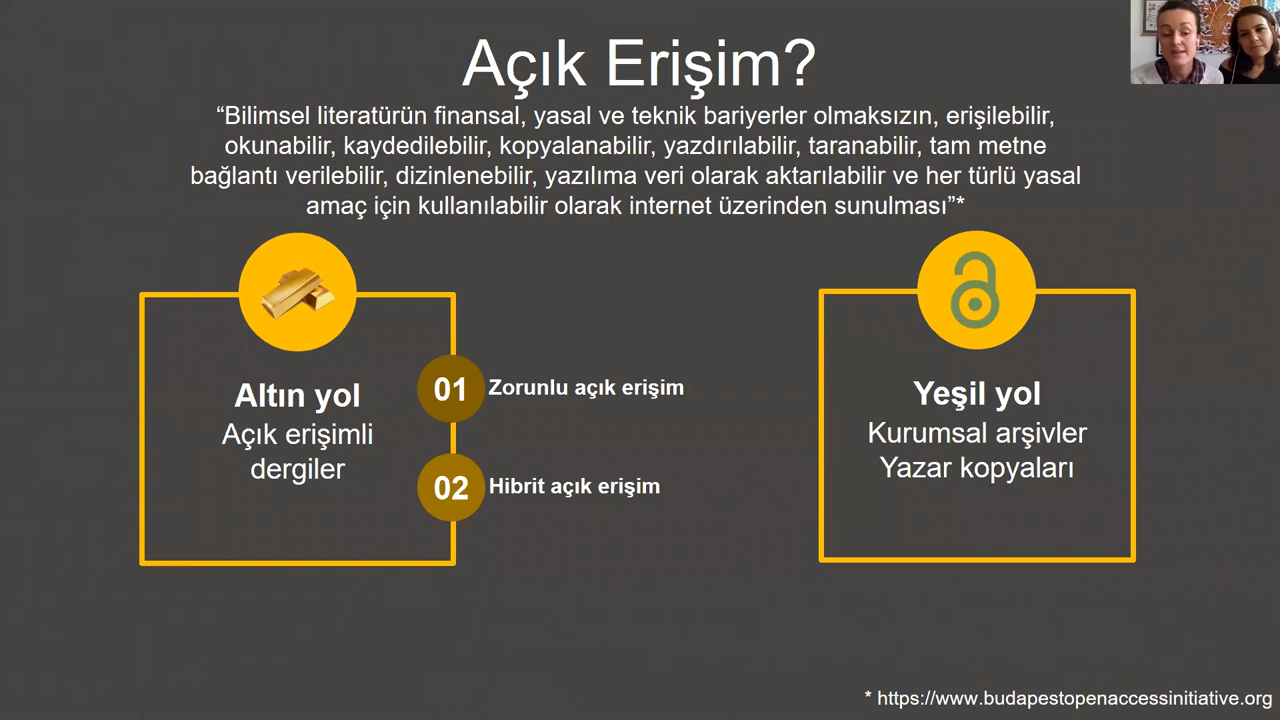 Açık Erişim?
“Bilimsel literatürün finansal, yasal ve teknik bariyerler olmaksızın, erişilebilir,
okunabilir, kaydedilebilir, kopyalanabilir, yazdırılabilir, taranabilir, tam metne
bağlantı verilebilir, dizinlenebilir, yazılıma veri olarak aktarılabilir ve her türlü yasal
amaç için kullanılabilir olarak internet üzerinden sunulması”*
Altın yol
Açık erişimli
dergiler
01 Zorunlu açık erişim
02 Hibrit açık erişim
Yeşil yol
Kurumsal arşivler
Yazar kopyaları
* https://www.budapestopenaccessinitiative.org